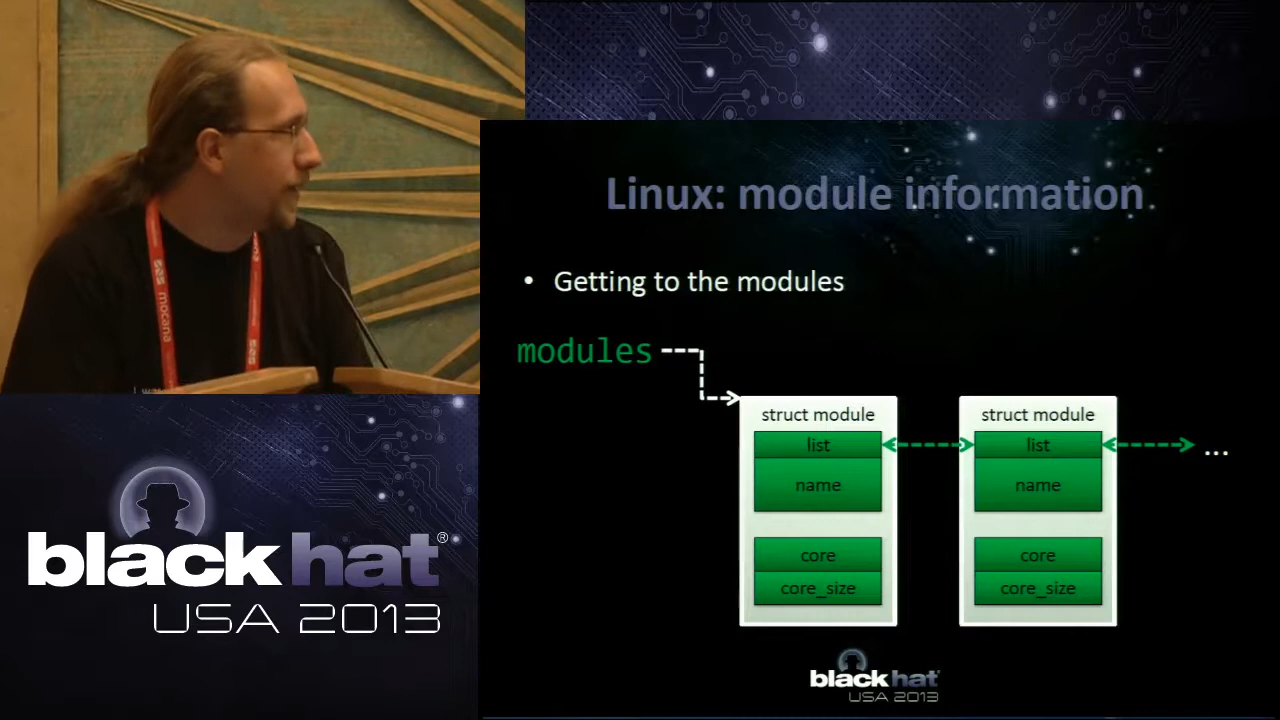 mocana
Linux: module information
• Getting to the modules
modules
struct module
list
name
core
core_size
struct module
list
name
core
core_size
...
black hat®
USA 2013
black hat®
USA 2013